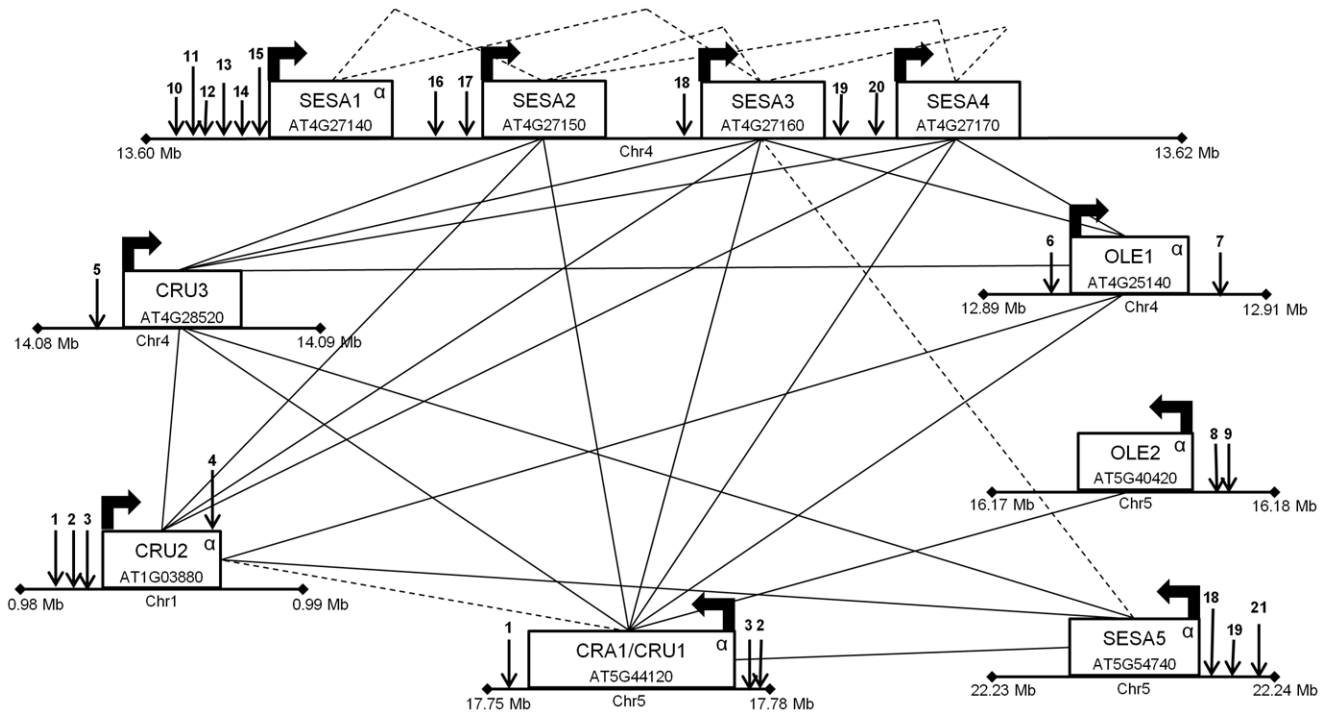 11
13
15
10
12
14
16
17
18
19
20
SESA1 α
AT4G27140
SESA2
AT4G27150
SESA3
AT4G27160
SESA4
AT4G27170
13.60 Mb
Chr4
13.62 Mb
5
CRU3
AT4G28520
14.08 Mb
Chr4
14.09 Mb
6
7
OLE1 α
AT4G25140
12.89 Mb
Chr4
12.91 Mb
8 9
OLE2 α
AT5G40420
16.17 Mb
Chr5
16.18 Mb
1 2 3
4
CRU2 α
AT1G03880
0.98 Mb
Chr1
0.99 Mb
1
3 2
CRA1/CRU1 α
AT5G44120
17.75 Mb
Chr5
17.78 Mb
18
19
21
SESA5 α
AT5G54740
22.23 Mb
Chr5
22.24 Mb